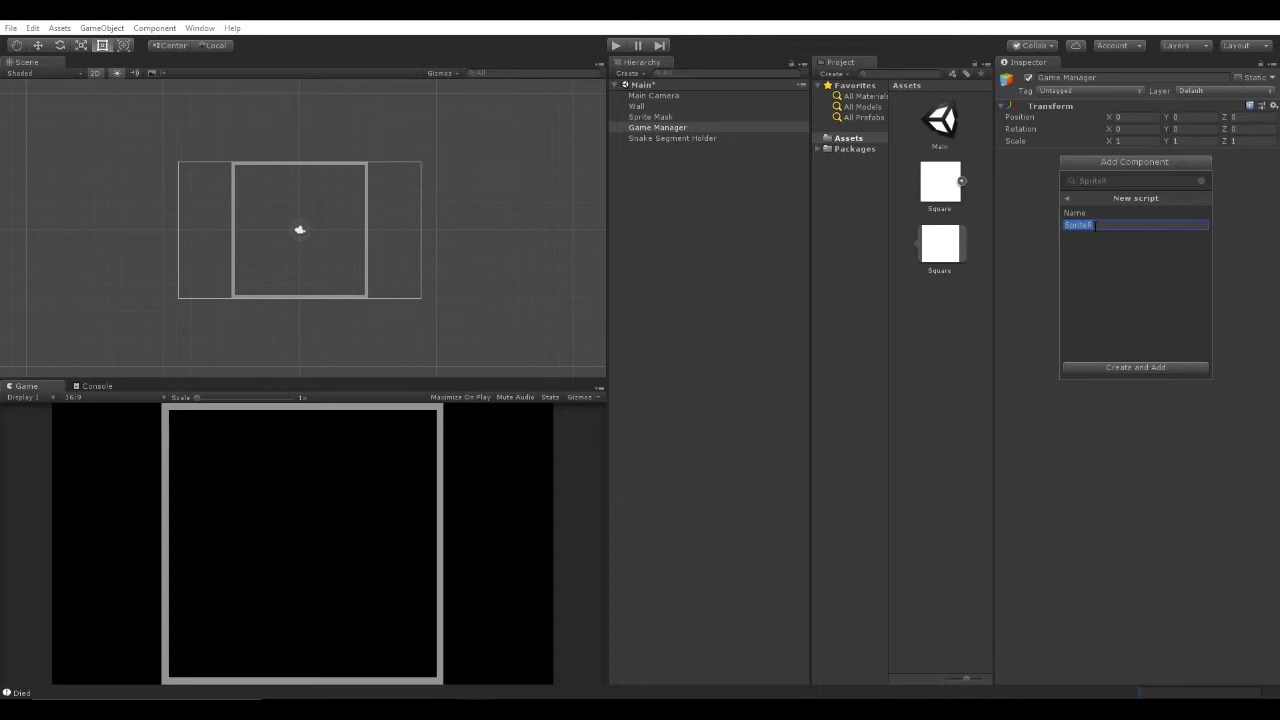 File Edit Assets GameObject Component Window Help
Center Local Collab Account Layers Layout
Scene
Shaded 2D Gizmos All
Hierarchy
Create All
Main*
Main Camera
Wall
Sprite Mask
Game Manager
Snake Segment Holder
Project
Create
Favorites
All Materials
All Models
All Prefabs
Assets
Packages
Assets
Main
Square
Square
Inspector
Game Manager Static
Tag Untagged Layer Default
Transform
Position X 0 Y 0 Z 0
Rotation X 0 Y 0 Z 0
Scale X 1 Y 1 Z 1
Add Component
SpriteR
New script
Name
SpriteR
Create and Add
Game Console
Display 1 16/9 Scale 1x Maximize On Play Mute Audio Stats Gizmos
Died